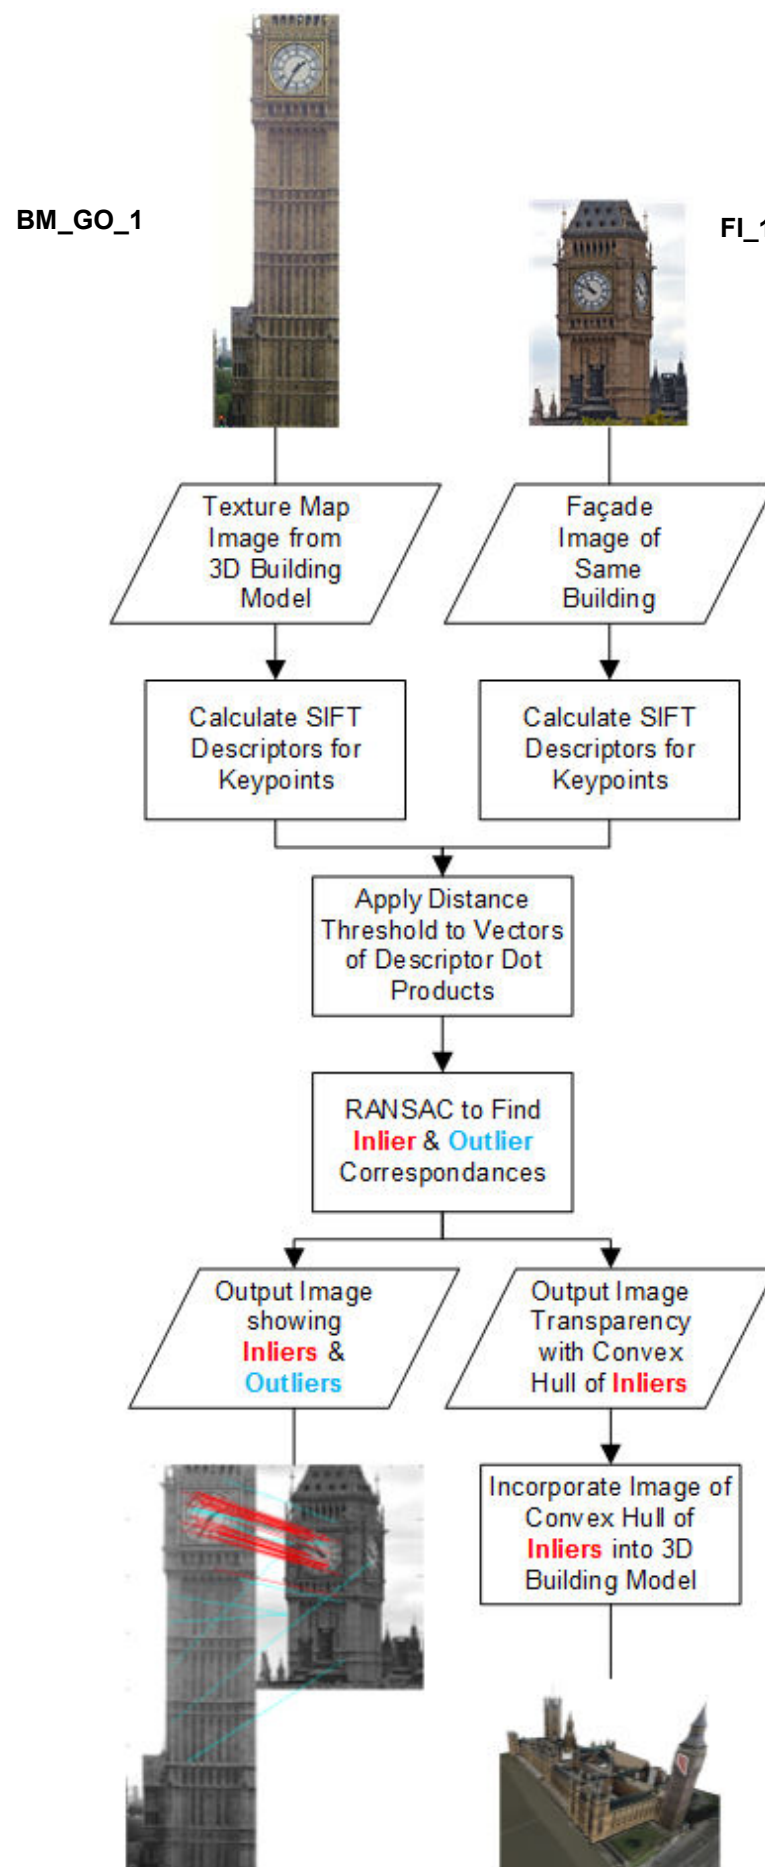 BM_GO_1
FI_1
Texture Map
Image from
3D Building
Model
Façade
Image of
Same
Building
Calculate SIFT
Descriptors for
Keypoints
Calculate SIFT
Descriptors for
Keypoints
Apply Distance
Threshold to Vectors
of Descriptor Dot
Products
RANSAC to Find
Inlier & Outlier
Correspondances
Output Image
showing
Inliers &
Outliers
Output Image
Transparency
with Convex
Hull of Inliers
Incorporate Image of
Convex Hull of
Inliers into 3D
Building Model